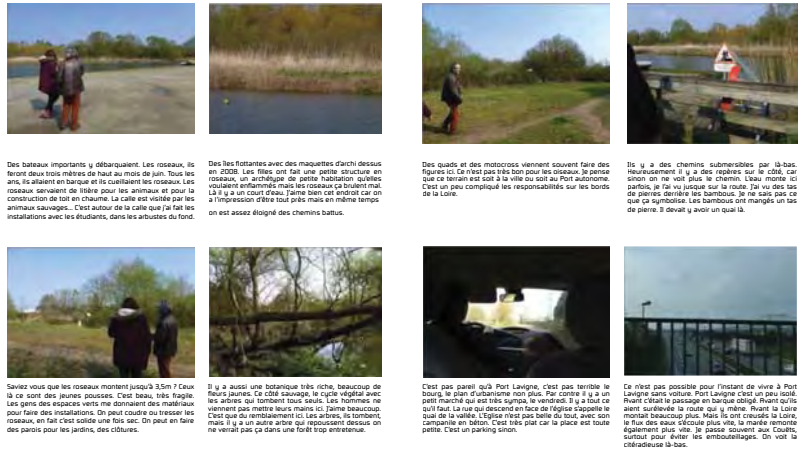 Des bateaux importants y débarquaient. Les roseaux, ils
feront deux trois mètres de haut au mois de juin. Tous les
ans, ils allaient en barque et ils cueillaient les roseaux. Les
roseaux servaient de litière pour les animaux et pour la
construction de toit en chaume. La calle est visitée par les
animaux sauvages... C'est autour de la calle que j'ai fait les
installations avec les étudiants, dans les arbustes du fond.
Des îles flottantes avec des maquettes d'archi dessus
en 2008. Les filles ont fait une petite structure en
roseaux, un archétype de petite habitation qu'elles
voulaient enflammés mais les roseaux ça brulent mal.
Là il y a un court d'eau. J'aime bien cet endroit car on
a l'impression d'être tout près mais en même temps
on est assez éloigné des chemins battus.
Des quads et des motocross viennent souvent faire des
figures ici. Ce n'est pas très bon pour les oiseaux. Je pense
que ce terrain est soit à la ville ou soit au Port autonome.
C'est un peu compliqué les responsabilités sur les bords
de la Loire.
Ils y a des chemins submersibles par là-bas.
Heureusement il y a des repères sur le côté, car
sinon on ne voit plus le chemin. L'eau monte ici
parfois, je l'ai vu jusque sur la route. J'ai vu des tas
de pierres derrière les bambous. Je ne sais pas ce
que ça symbolise. Les bambous ont mangés un tas
de pierre. Il devait y avoir un quai là.
Saviez vous que les roseaux montent jusqu'à 3,5m ? Ceux
là ce sont des jeunes pousses. C'est beau, très fragile.
Les gens des espaces verts me donnaient des matériaux
pour faire des installations. On peut coudre ou tresser les
roseaux, en fait c'est solide une fois sec. On peut en faire
des parois pour les jardins, des clôtures.
Il y a aussi une botanique très riche, beaucoup de
fleurs jaunes. Ce côté sauvage, le cycle végétal avec
les arbres qui tombent tous seuls. Les hommes ne
viennent pas mettre leurs mains ici. J'aime beaucoup.
C'est que du remblaiement ici. Les arbres, ils tombent,
mais il y a un autre arbre qui repoussent dessus on
ne verrait pas ça dans une forêt trop entretenue.
C'est pas pareil qu'à Port Lavigne, c'est pas terrible le
bourg, le plan d'urbanisme non plus. Par contre il y a un
petit marché qui est très sympa, le vendredi. Il y a tout ce
qu'il faut. La rue qui descend en face de l'église s'appelle le
quai de la vallée. L'Eglise n'est pas belle du tout, avec son
campanile en béton. C'est très plat car la place est toute
petite. C'est un parking sinon.
Ce n'est pas possible pour l'instant de vivre à Port
Lavigne sans voiture. Port Lavigne c'est un peu isolé.
Avant c'était le passage en barque obligé. Avant qu'ils
aient surélevée la route qui y mène. Avant la Loire
montait beaucoup plus. Mais ils ont creusés la Loire,
le flux des eaux s'écoule plus vite, la marée remonte
également plus vite. Je passe souvent aux Couëts,
surtout pour éviter les embouteillages. On voit la
citéradieuse là-bas.